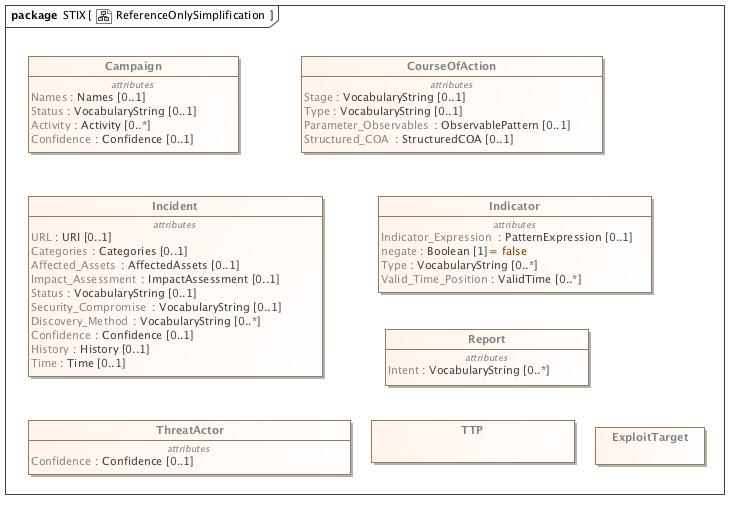 package STIX [ ReferenceOnlySimplification ]
Campaign
attributes
Names : Names [0..1]
Status : VocabularyString [0..1]
Activity : Activity [0..*]
Confidence : Confidence [0..1]
CourseOfAction
attributes
Stage : VocabularyString [0..1]
Type : VocabularyString [0..1]
Parameter_Observables : ObservablePattern [0..1]
Structured_COA : StructuredCOA [0..1]
Incident
attributes
URL : URI [0..1]
Categories : Categories [0..1]
Affected_Assets : AffectedAssets [0..1]
Impact_Assessment : ImpactAssessment [0..1]
Status : VocabularyString [0..1]
Security_Compromise : VocabularyString [0..1]
Discovery_Method : VocabularyString [0..*]
Confidence : Confidence [0..1]
History : History [0..1]
Time : Time [0..1]
Indicator
attributes
Indicator_Expression : PatternExpression [0..1]
negate : Boolean [1] = false
Type : VocabularyString [0..*]
Valid_Time_Position : ValidTime [0..*]
Report
attributes
Intent : VocabularyString [0..*]
ThreatActor
attributes
Confidence : Confidence [0..1]
TTP
ExploitTarget